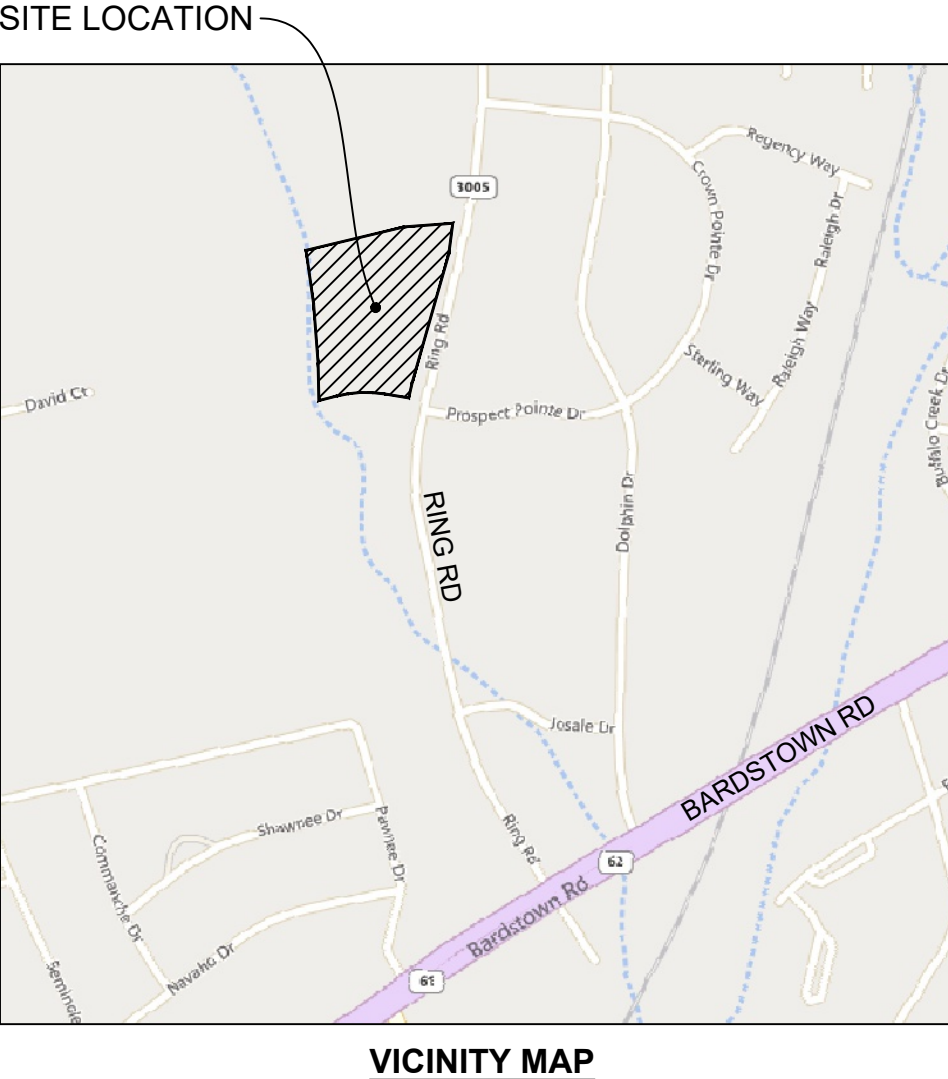 SITE LOCATION
Regency Way
3005
Crown Pointe Dr
Raleigh Dr
Ring Rd
Raleigh Way
Sterling Way
David Ct
Prospect Pointe Dr
Buffalo Creek Dr
RING RD
Dolphin Dr
Josale Dr
BARDSTOWN RD
Shawnee Dr
Pawnee Dr
Ring Rd
Commanche Dr
62
Bardstown Rd
Navaho Dr
Seminole
VICINITY MAP